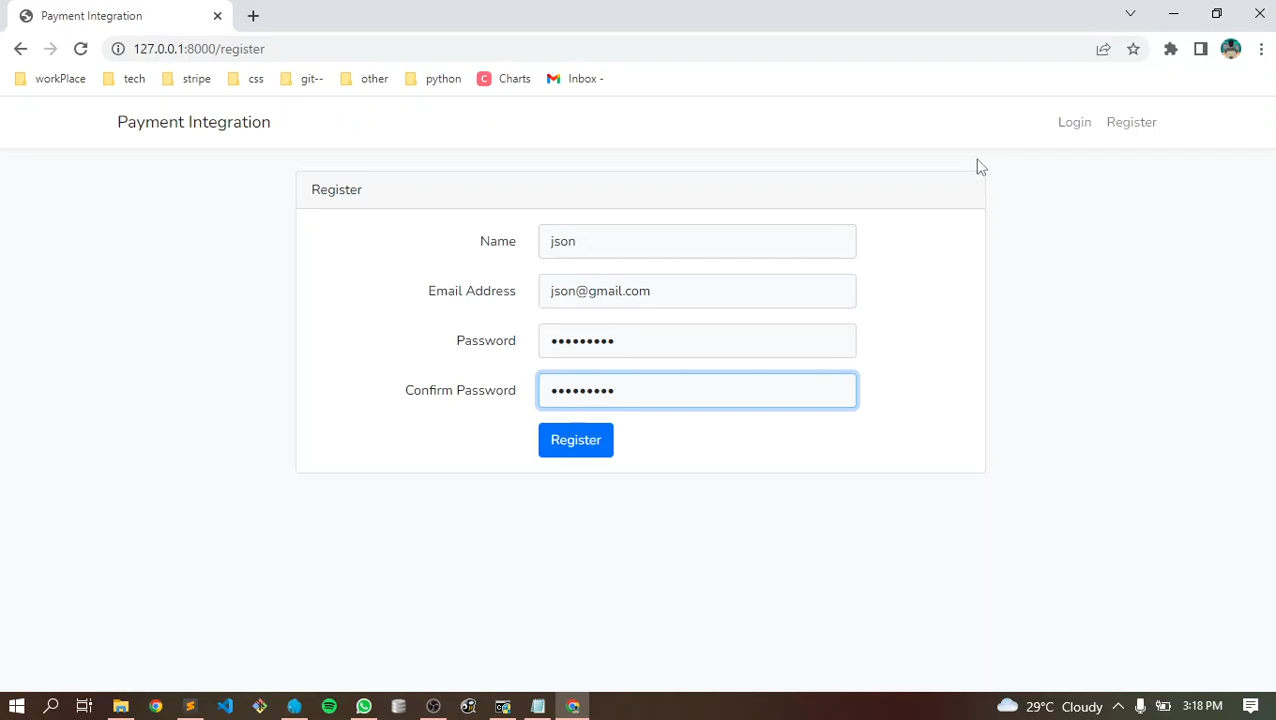 Payment Integration
127.0.0.1:8000/register
workPlace tech stripe css git-- other python C Charts Inbox -
Payment Integration Login Register
Register
Name json
Email Address json@gmail.com
Password •••••••••
Confirm Password •••••••••
Register
29°C Cloudy 3:18 PM